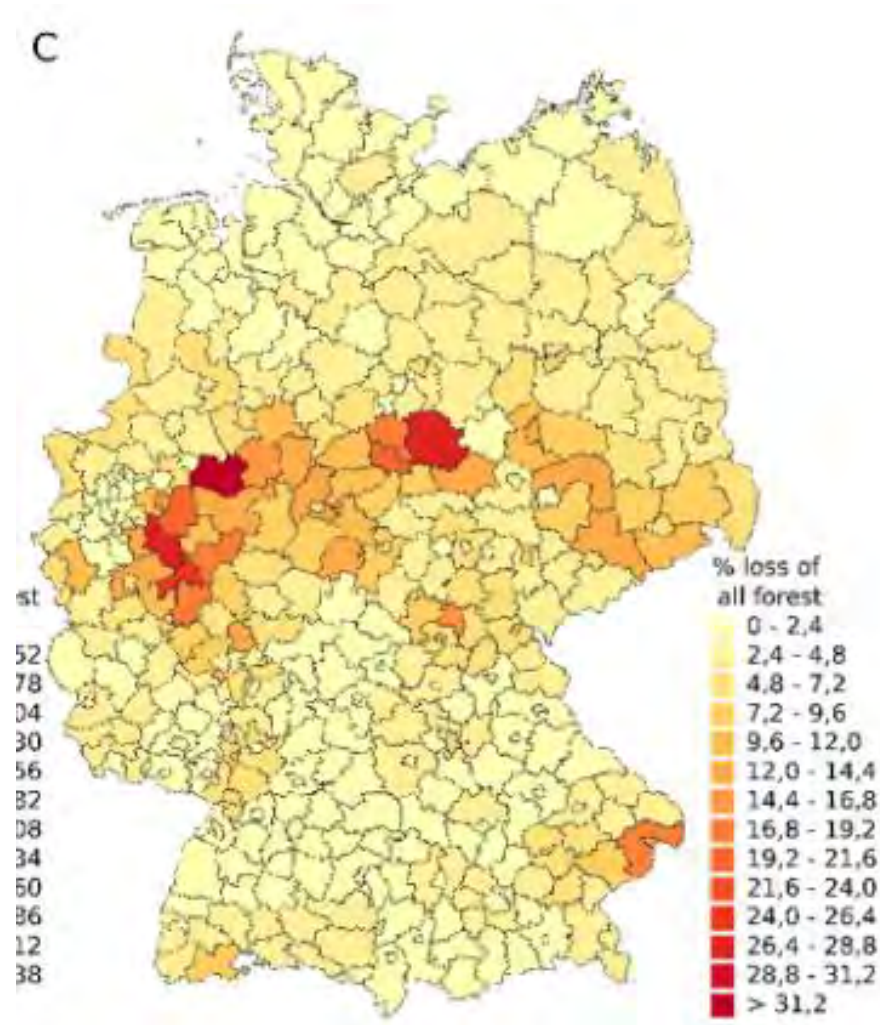 C
st
52
78
04
30
56
82
08
34
60
86
12
38
% loss of
all forest
0 - 2,4
2,4 - 4,8
4,8 - 7,2
7,2 - 9,6
9,6 - 12,0
12,0 - 14,4
14,4 - 16,8
16,8 - 19,2
19,2 - 21,6
21,6 - 24,0
24,0 - 26,4
26,4 - 28,8
28,8 - 31,2
> 31,2